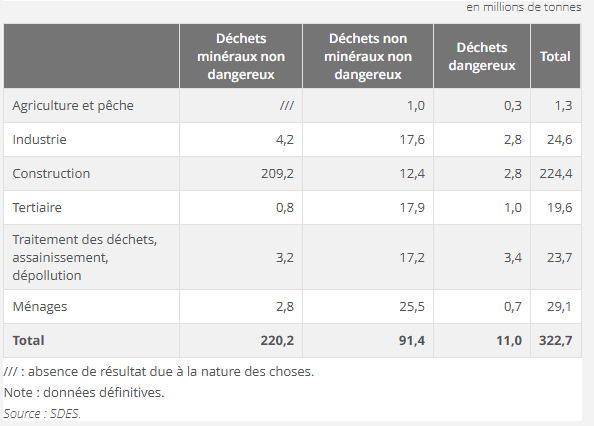 en millions de tonnes
Déchets minéraux non dangereux | Déchets non minéraux non dangereux | Déchets dangereux | Total
Agriculture et pêche | /// | 1,0 | 0,3 | 1,3
Industrie | 4,2 | 17,6 | 2,8 | 24,6
Construction | 209,2 | 12,4 | 2,8 | 224,4
Tertiaire | 0,8 | 17,9 | 1,0 | 19,6
Traitement des déchets, assainissement, dépollution | 3,2 | 17,2 | 3,4 | 23,7
Ménages | 2,8 | 25,5 | 0,7 | 29,1
Total | 220,2 | 91,4 | 11,0 | 322,7
/// : absence de résultat due à la nature des choses.
Note : données définitives.
Source : SDES.